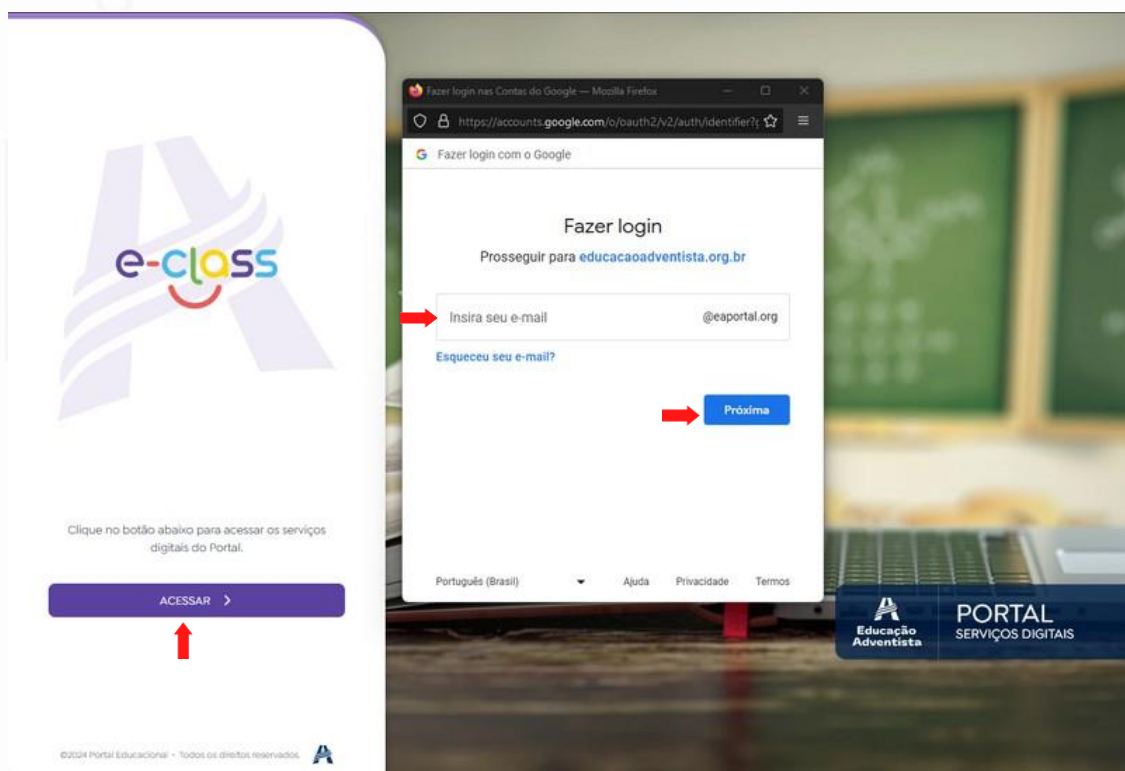 e-class
Clique no botão abaixo para acessar os serviços
digitais do Portal.
ACESSAR
©2024 Portal Educacional - Todos os direitos reservados.
Fazer login nas Contas do Google — Mozilla Firefox
https://accounts.google.com/o/oauth2/v2/auth/identifier?
Fazer login com o Google
Fazer login
Prosseguir para educacaoadventista.org.br
Insira seu e-mail
@eaportal.org
Esqueceu seu e-mail?
Próxima
Português (Brasil)
Ajuda
Privacidade
Termos
Educação
Adventista
PORTAL
SERVIÇOS DIGITAIS